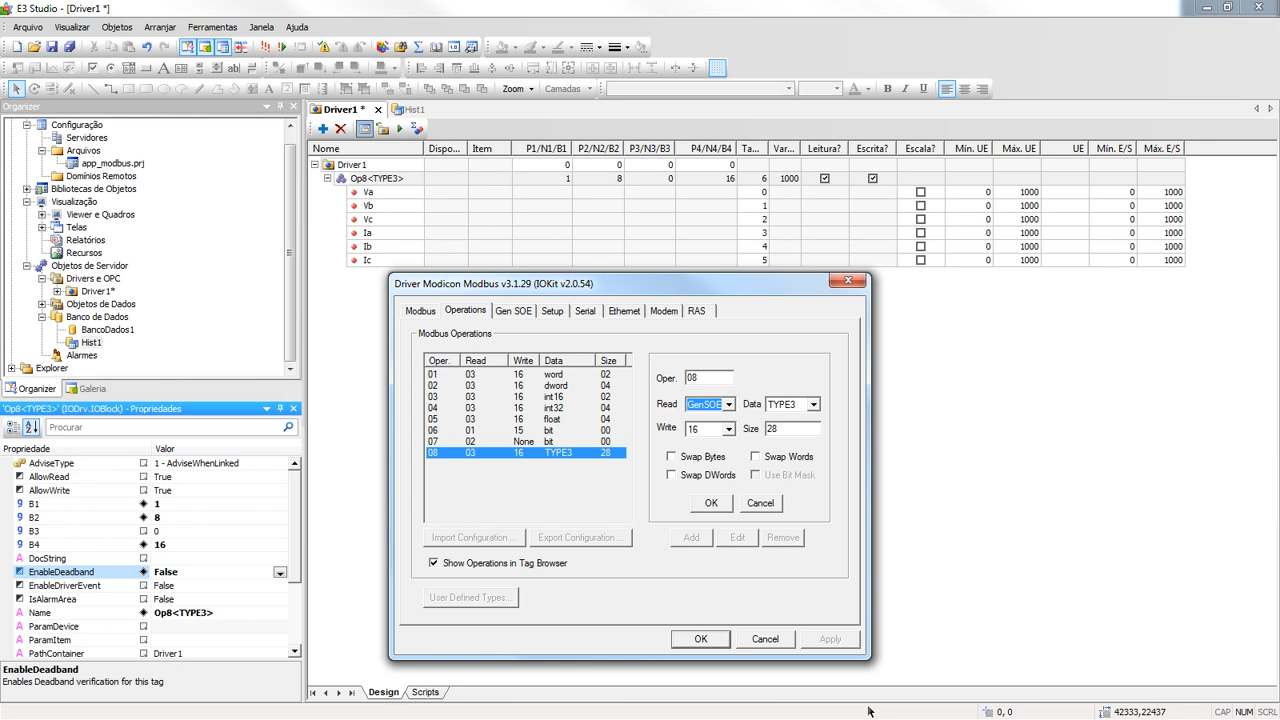 E3 Studio - [Driver1 *]
Arquivo Visualizar Objetos Arranjar Ferramentas Janela Ajuda
Zoom Camadas
Organizer
Configuração
Servidores
Arquivos
app_modbus.prj
Domínios Remotos
Bibliotecas de Objetos
Visualização
Viewer e Quadros
Telas
Relatórios
Recursos
Objetos de Servidor
Drivers e OPC
Driver1*
Objetos de Dados
Banco de Dados
BancoDados1
Hist1
Alarmes
Explorer
Organizer Galeria
'Op8<TYPE3>' (IODrv.IOBlock) - Propriedades
Procurar
Propriedade Valor
AdviseType 1 - AdviseWhenLinked
AllowRead True
AllowWrite True
B1 1
B2 8
B3 0
B4 16
DocString
EnableDeadband False
EnableDriverEvent False
IsAlarmArea False
Name Op8<TYPE3>
ParamDevice
ParamItem
PathContainer Driver1
EnableDeadband
Enables Deadband verification for this tag
Driver1 * Hist1
Nome Dispo... Item P1/N1/B1 P2/N2/B2 P3/N3/B3 P4/N4/B4 Ta... Var... Leitura? Escrita? Escala? Mín. UE Máx. UE UE Mín. E/S Máx. E/S
Driver1 0 0 0 0
Op8<TYPE3> 1 8 0 16 6 1000
Va 0 0 1000 0 1000
Vb 1 0 1000 0 1000
Vc 2 0 1000 0 1000
Ia 3 0 1000 0 1000
Ib 4 0 1000 0 1000
Ic 5 0 1000 0 1000
Driver Modicon Modbus v3.1.29 (IOKit v2.0.54)
Modbus Operations Gen SOE Setup Serial Ethernet Modem RAS
Modbus Operations
Oper. Read Write Data Size
01 03 16 word 02
02 03 16 dword 04
03 03 16 int16 02
04 03 16 int32 04
05 03 16 float 04
06 01 15 bit 00
07 02 None bit 00
08 03 16 TYPE3 28
Oper. 08
Read GenSOE Data TYPE3
Write 16 Size 28
Swap Bytes Swap Words
Swap DWords Use Bit Mask
OK Cancel
Import Configuration ... Export Configuration ... Add Edit Remove
Show Operations in Tag Browser
User Defined Types...
OK Cancel Apply
Design Scripts
0, 0 42333,22437 CAP NUM SCRL